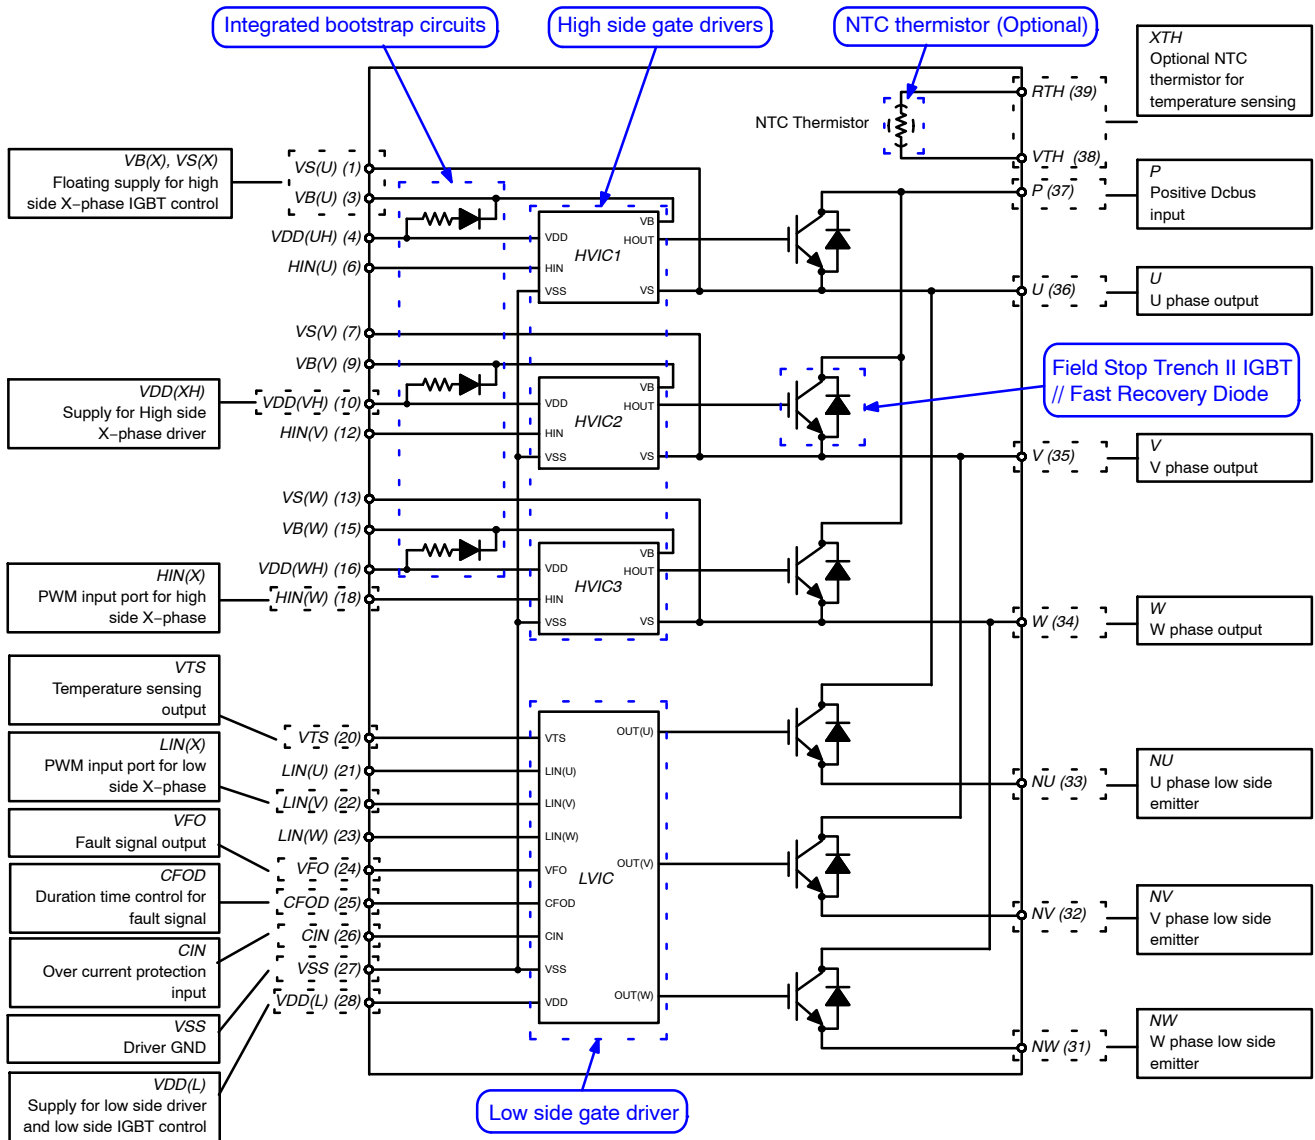 Integrated bootstrap circuits
High side gate drivers
NTC thermistor (Optional)
XTH
Optional NTC
thermistor for
temperature sensing
RTH (39)
NTC Thermistor
VTH (38)
VB(X), VS(X)
Floating supply for high
side X−phase IGBT control
VS(U) (1)
VB(U) (3)
VDD(UH) (4)
HIN(U) (6)
VB
VDD
HOUT
HVIC1
HIN
VSS
VS
P (37)
P
Positive Dcbus
input
U (36)
U
U phase output
VS(V) (7)
VB(V) (9)
VDD(XH)
Supply for High side
X−phase driver
VDD(VH) (10)
HIN(V) (12)
VB
VDD
HOUT
HVIC2
HIN
VSS
VS
Field Stop Trench II IGBT
// Fast Recovery Diode
V (35)
V
V phase output
VS(W) (13)
VB(W) (15)
VDD(WH) (16)
HIN(X)
PWM input port for high
side X−phase
HIN(W) (18)
VB
VDD
HOUT
HVIC3
HIN
VSS
VS
W (34)
W
W phase output
VTS
Temperature sensing
output
LIN(X)
PWM input port for low
side X−phase
VFO
Fault signal output
CFOD
Duration time control for
fault signal
CIN
Over current protection
input
VSS
Driver GND
VDD(L)
Supply for low side driver
and low side IGBT control
VTS (20)
LIN(U) (21)
LIN(V) (22)
LIN(W) (23)
VFO (24)
CFOD (25)
CIN (26)
VSS (27)
VDD(L) (28)
VTS
LIN(U)
LIN(V)
LIN(W)
VFO
CFOD
CIN
VSS
VDD
LVIC
OUT(U)
OUT(V)
OUT(W)
NU (33)
NU
U phase low side
emitter
NV (32)
NV
V phase low side
emitter
NW (31)
NW
W phase low side
emitter
Low side gate driver